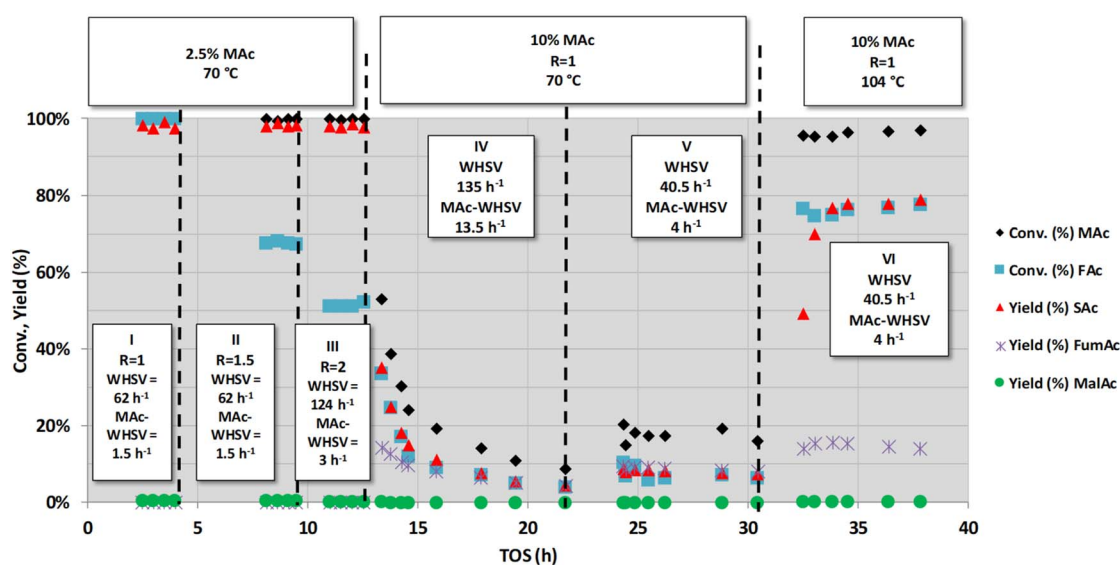 2.5% MAc
70 °C
10% MAc
R=1
70 °C
10% MAc
R=1
104 °C
100%
80%
60%
40%
20%
0%
Conv., Yield (%)
I
R=1
WHSV =
62 h-1
MAc-
WHSV =
1.5 h-1
II
R=1.5
WHSV =
62 h-1
MAc-
WHSV =
1.5 h-1
III
R=2
WHSV =
124 h-1
MAc-
WHSV =
3 h-1
IV
WHSV
135 h-1
MAc-WHSV
13.5 h-1
V
WHSV
40.5 h-1
MAc-WHSV
4 h-1
VI
WHSV
40.5 h-1
MAc-WHSV
4 h-1
Conv. (%) MAc
Conv. (%) FAc
Yield (%) SAc
Yield (%) FumAc
Yield (%) MalAc
0 5 10 15 20 25 30 35 40
TOS (h)